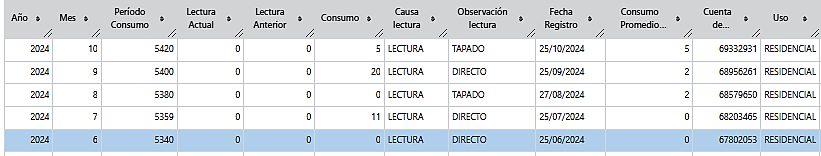 Año Mes Período Consumo Lectura Actual Lectura Anterior Consumo Causa lectura Observación lectura Fecha Registro Consumo Promedio... Cuenta de... Uso
2024 10 5420 0 0 5 LECTURA TAPADO 25/10/2024 5 69332931 RESIDENCIAL
2024 9 5400 0 0 20 LECTURA DIRECTO 25/09/2024 2 68956261 RESIDENCIAL
2024 8 5380 0 0 0 LECTURA TAPADO 27/08/2024 2 68579650 RESIDENCIAL
2024 7 5359 0 0 11 LECTURA DIRECTO 25/07/2024 0 68203465 RESIDENCIAL
2024 6 5340 0 0 0 LECTURA DIRECTO 25/06/2024 0 67802053 RESIDENCIAL